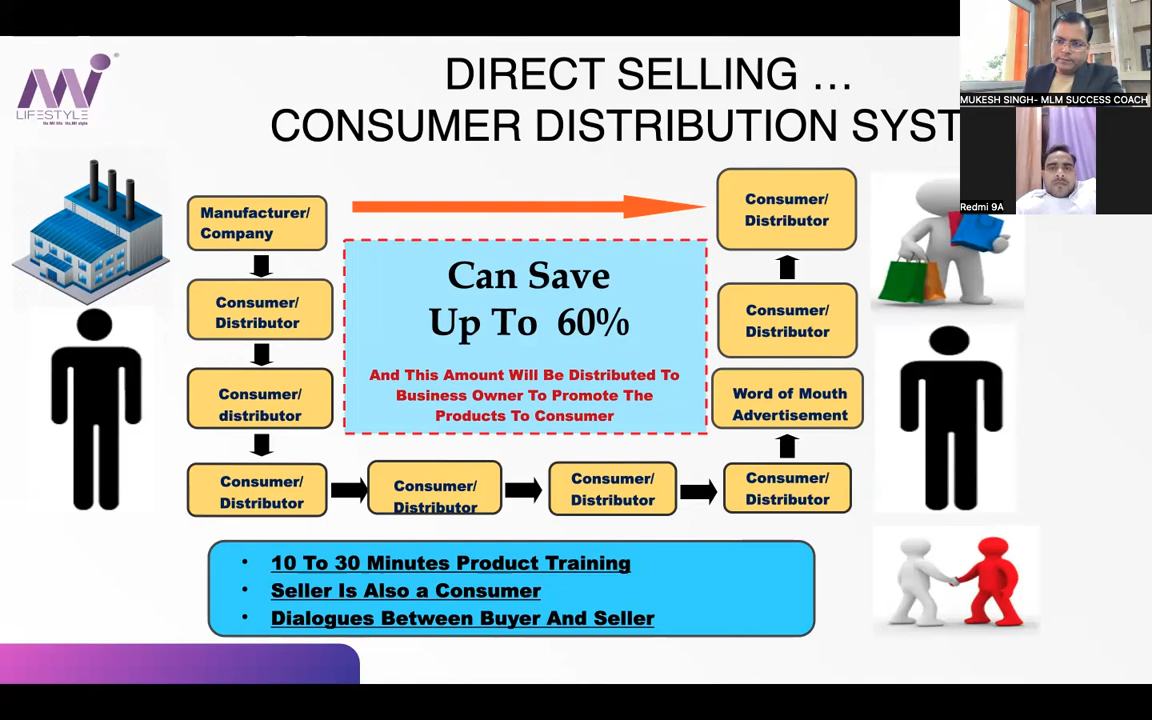 DIRECT SELLING ...
CONSUMER DISTRIBUTION SYST
Mi
LIFESTYLE
MUKESH SINGH- MLM SUCCESS COACH
Redmi 9A
Manufacturer/
Company
Consumer/
Distributor
Consumer/
distributor
Consumer/
Distributor
Consumer/
Distributor
Consumer/
Distributor
Consumer/
Distributor
Word of Mouth
Advertisement
Consumer/
Distributor
Consumer/
Distributor
Can Save
Up To 60%
And This Amount Will Be Distributed To
Business Owner To Promote The
Products To Consumer
• 10 To 30 Minutes Product Training
• Seller Is Also a Consumer
• Dialogues Between Buyer And Seller